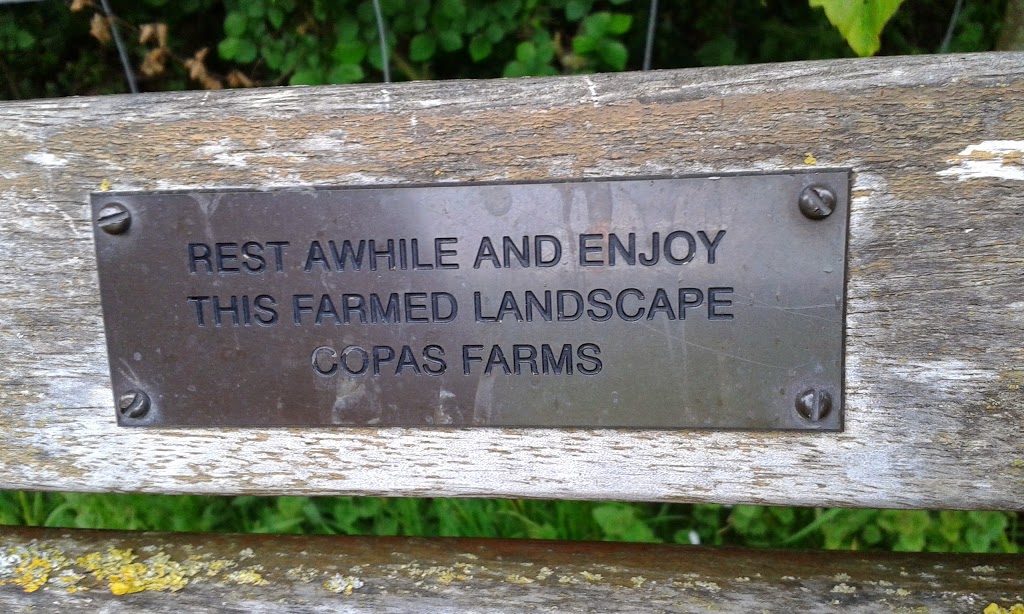 REST AWHILE AND ENJOY
THIS FARMED LANDSCAPE
COPAS FARMS